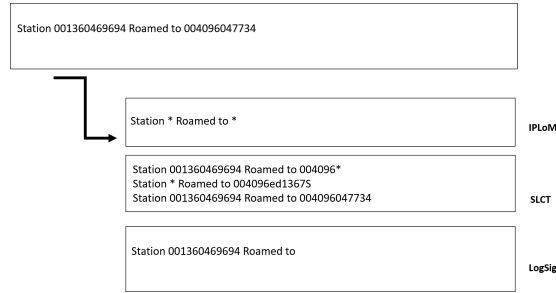 Station 001360469694 Roamed to 004096047734
Station * Roamed to *
IPLoM
Station 001360469694 Roamed to 004096*
Station * Roamed to 004096ed1367S
Station 001360469694 Roamed to 004096047734
SLCT
Station 001360469694 Roamed to
LogSig